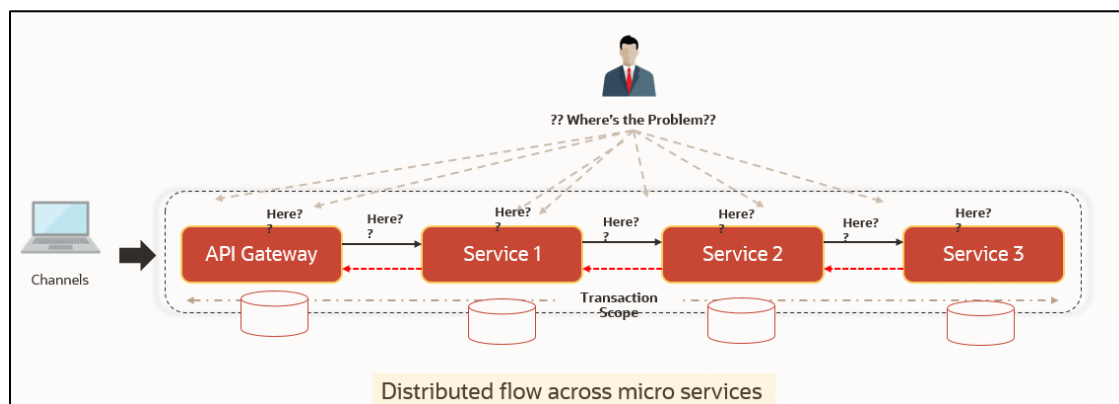 ?? Where's the Problem??
Here?
?
Here?
?
Here?
?
Here?
?
Here?
?
Here?
?
Here?
?
API Gateway
Service 1
Service 2
Service 3
Channels
Transaction
Scope
Distributed flow across micro services